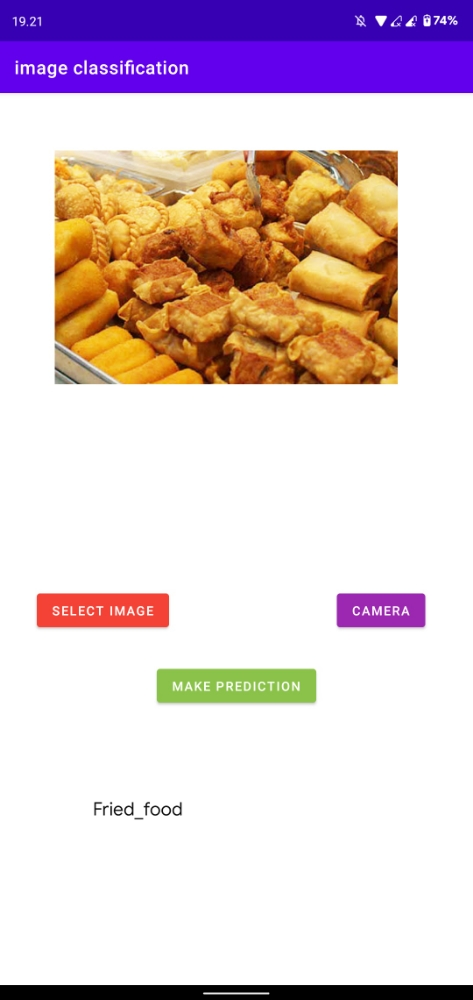 19.21
74%
image classification
SELECT IMAGE
CAMERA
MAKE PREDICTION
Fried_food